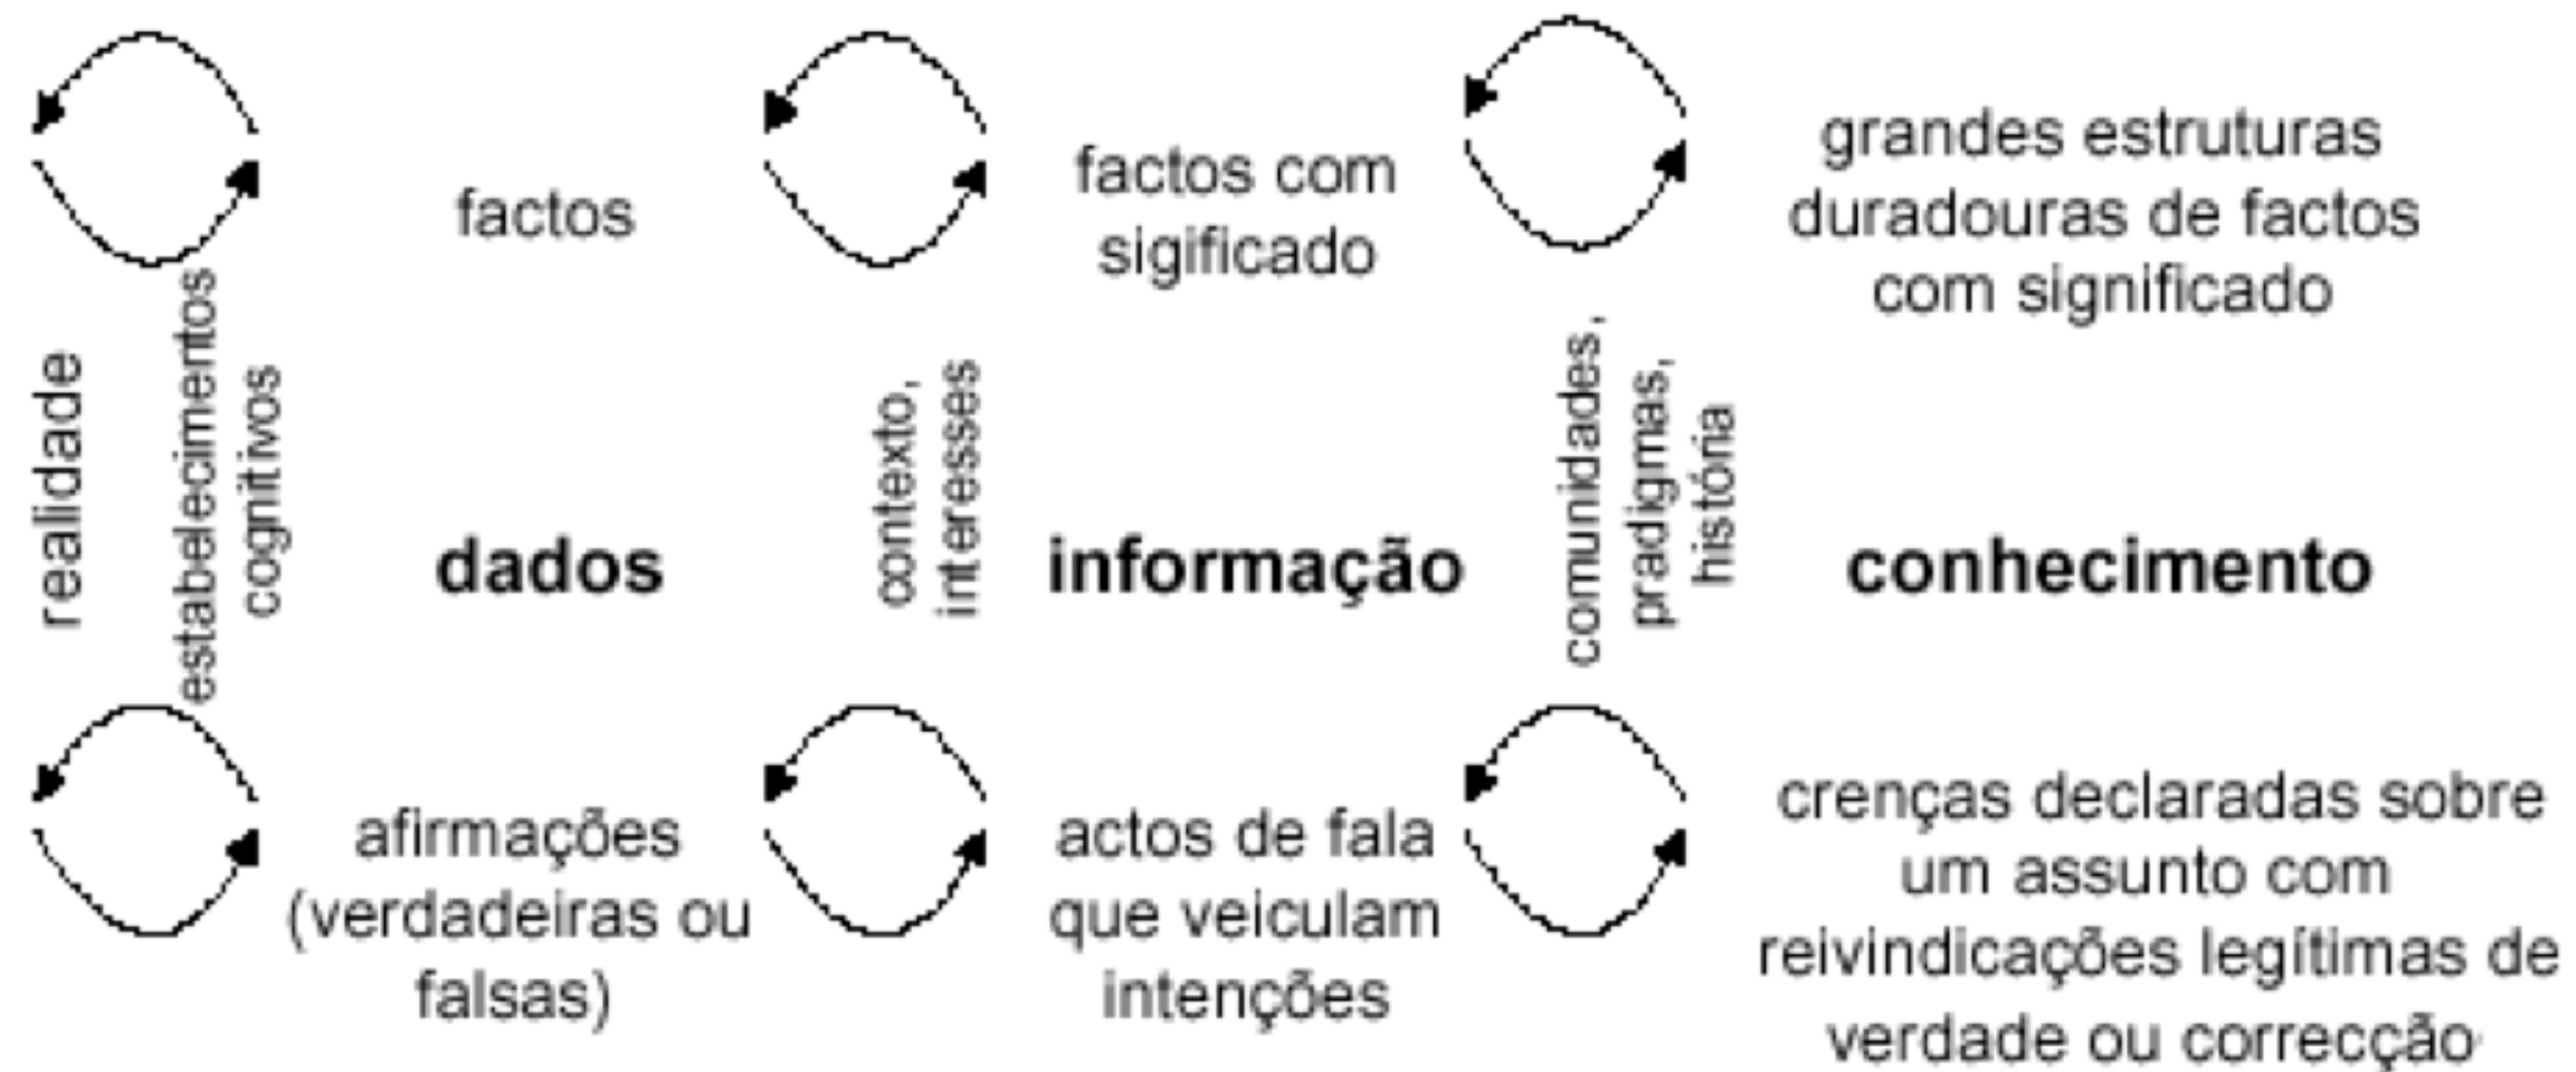 factos
factos com
sigificado
grandes estruturas
duradouras de factos
com significado
realidade
estabelecimentos
cognitivos
dados
contexto,
interesses
informação
comunidades,
pradigmas,
história
conhecimento
afirmações
(verdadeiras ou
falsas)
actos de fala
que veiculam
intenções
crenças declaradas sobre
um assunto com
reivindicações legítimas de
verdade ou correcção